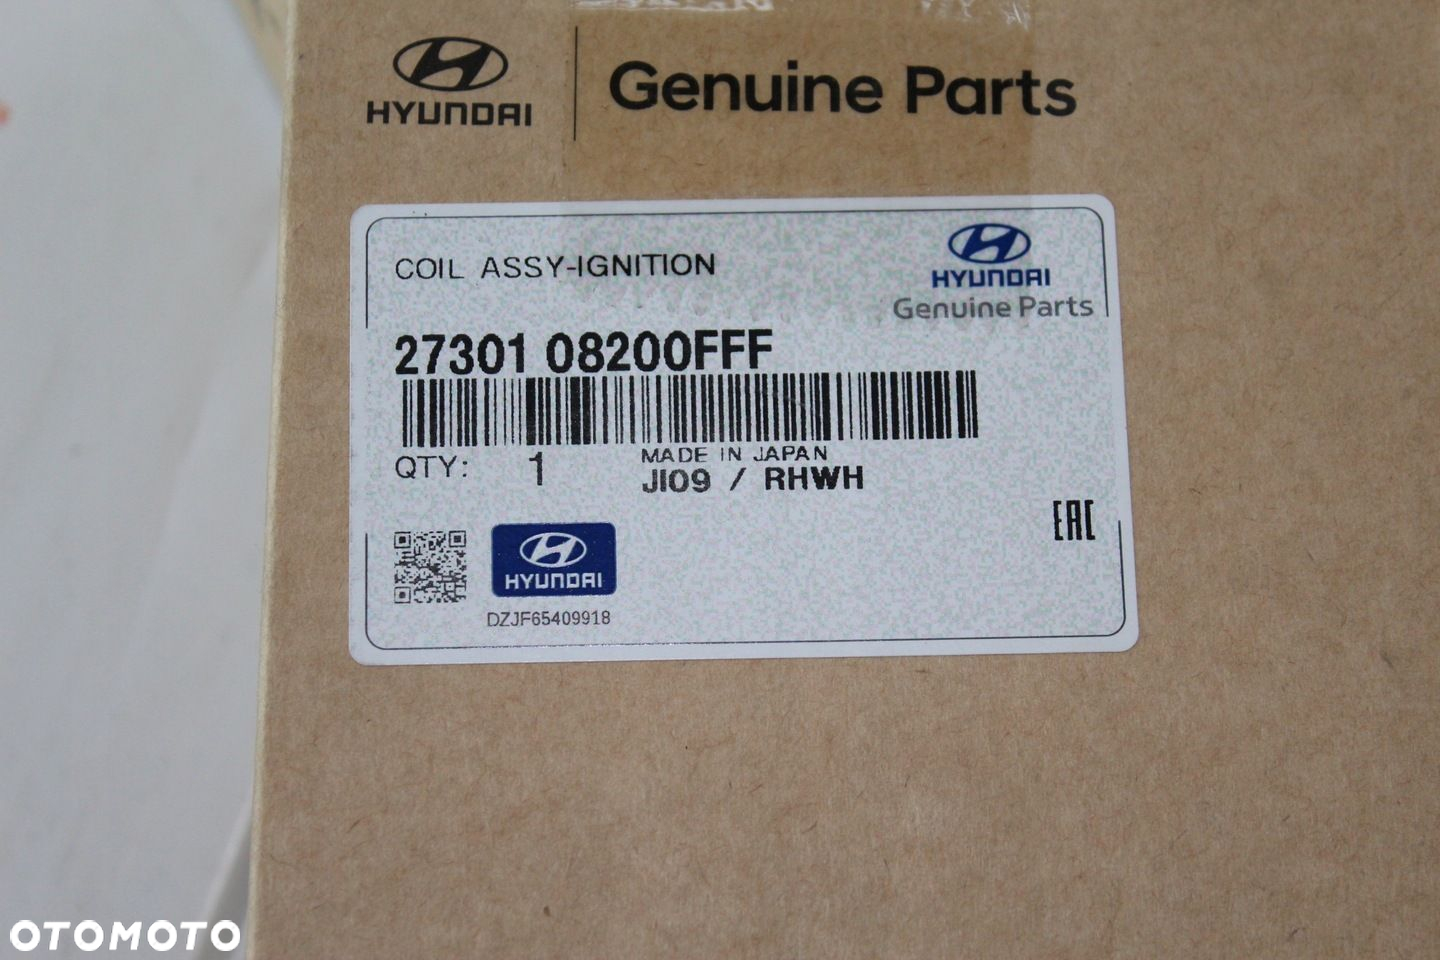 HYUNDAI
Genuine Parts
COIL ASSY-IGNITION
HYUNDAI
Genuine Parts
27301 08200FFF
QTY: 1
MADE IN JAPAN
JI09 / RHWH
EAC
HYUNDAI
DZJF65409918
OTOMOTO